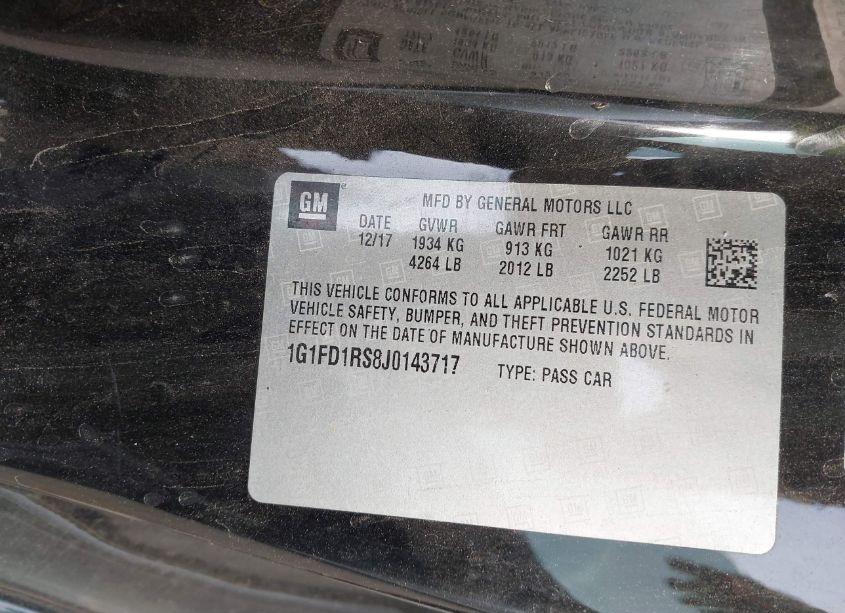 GM
MFD BY GENERAL MOTORS LLC
DATE GVWR GAWR FRT GAWR RR
12/17 1934 KG 913 KG 1021 KG
4264 LB 2012 LB 2252 LB
THIS VEHICLE CONFORMS TO ALL APPLICABLE U.S. FEDERAL MOTOR
VEHICLE SAFETY, BUMPER, AND THEFT PREVENTION STANDARDS IN
EFFECT ON THE DATE OF MANUFACTURE SHOWN ABOVE.
1G1FD1RS8J0143717 TYPE: PASS CAR